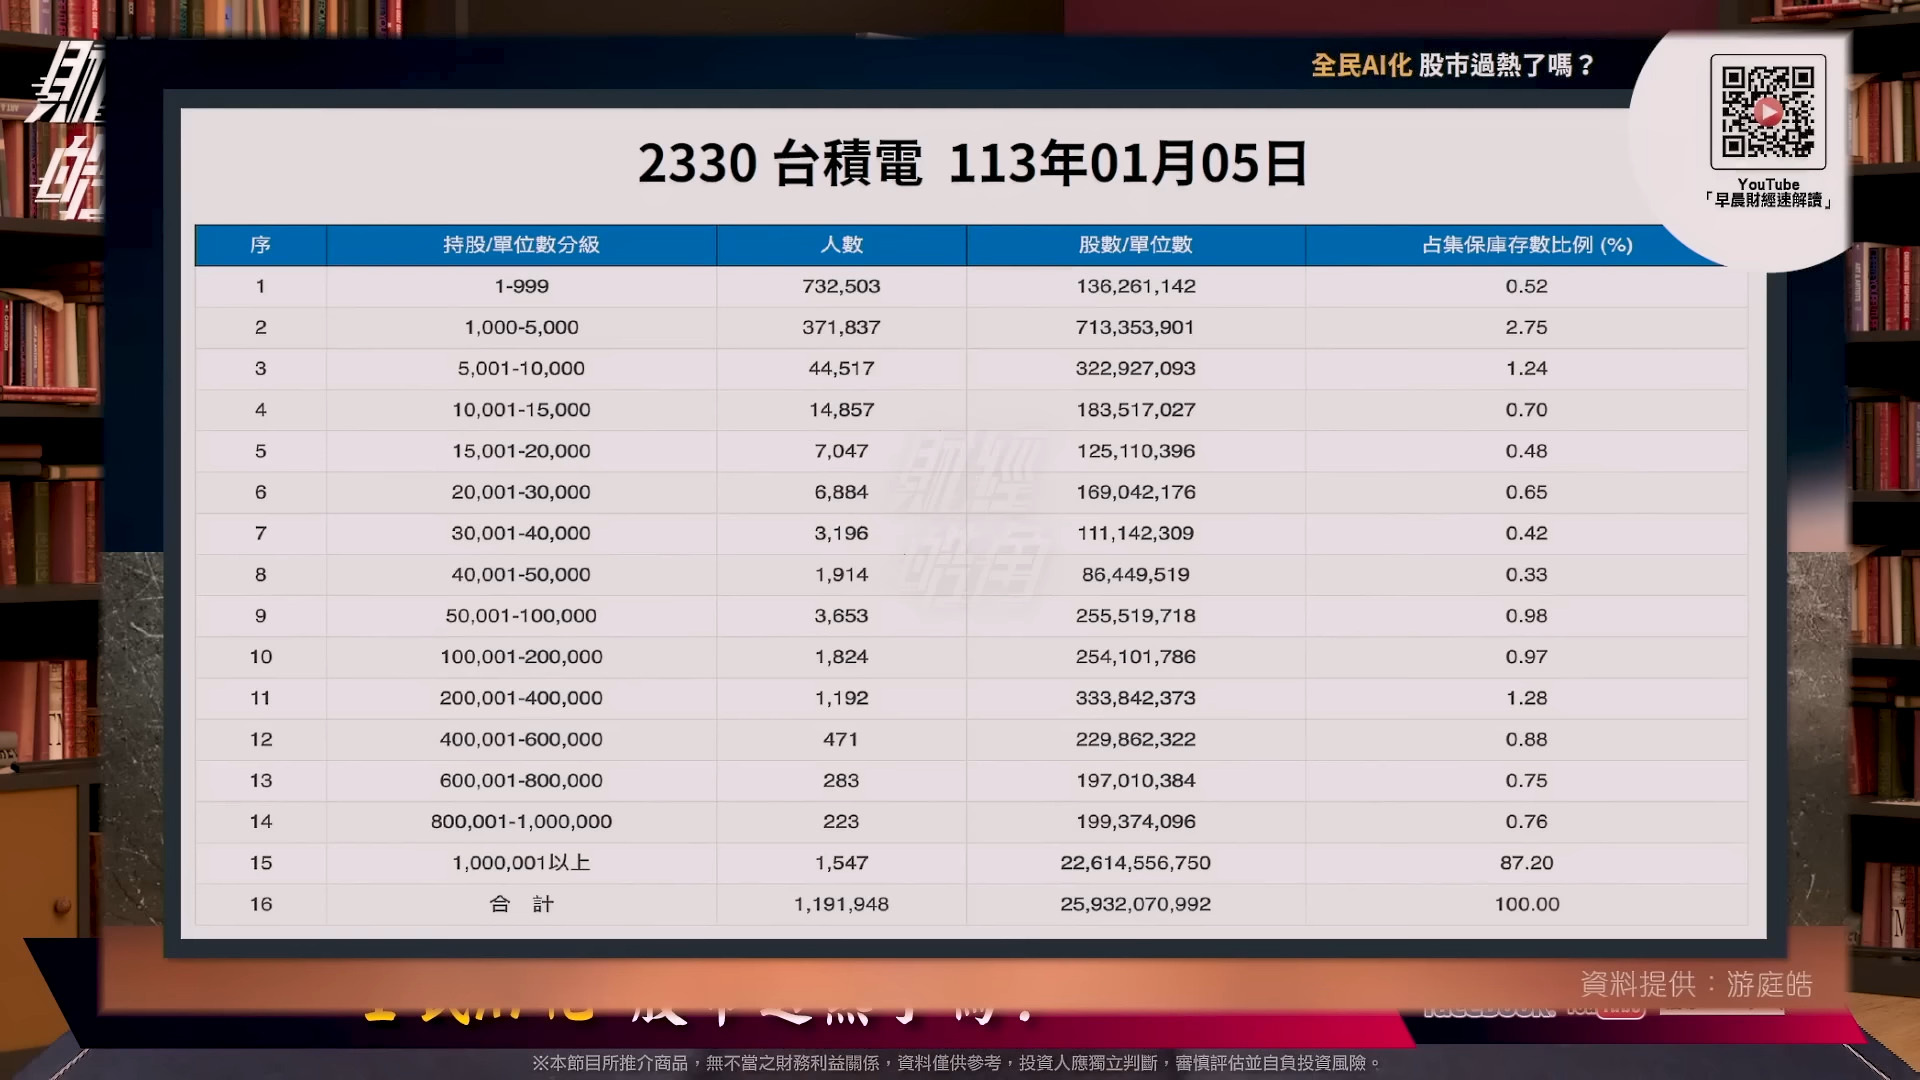 全民AI化 股市過熱了嗎？
YouTube
「早晨財經速解讀」
2330 台積電 113年01月05日
序 持股/單位數分級 人數 股數/單位數 占集保庫存數比例 (%)
1 1-999 732,503 136,261,142 0.52
2 1,000-5,000 371,837 713,353,901 2.75
3 5,001-10,000 44,517 322,927,093 1.24
4 10,001-15,000 14,857 183,517,027 0.70
5 15,001-20,000 7,047 125,110,396 0.48
6 20,001-30,000 6,884 169,042,176 0.65
7 30,001-40,000 3,196 111,142,309 0.42
8 40,001-50,000 1,914 86,449,519 0.33
9 50,001-100,000 3,653 255,519,718 0.98
10 100,001-200,000 1,824 254,101,786 0.97
11 200,001-400,000 1,192 333,842,373 1.28
12 400,001-600,000 471 229,862,322 0.88
13 600,001-800,000 283 197,010,384 0.75
14 800,001-1,000,000 223 199,374,096 0.76
15 1,000,001以上 1,547 22,614,556,750 87.20
16 合 計 1,191,948 25,932,070,992 100.00
財經
皓角
資料提供：游庭皓
※本節目所推介商品，無不當之財務利益關係，資料僅供參考，投資人應獨立判斷，審慎評估並自負投資風險。